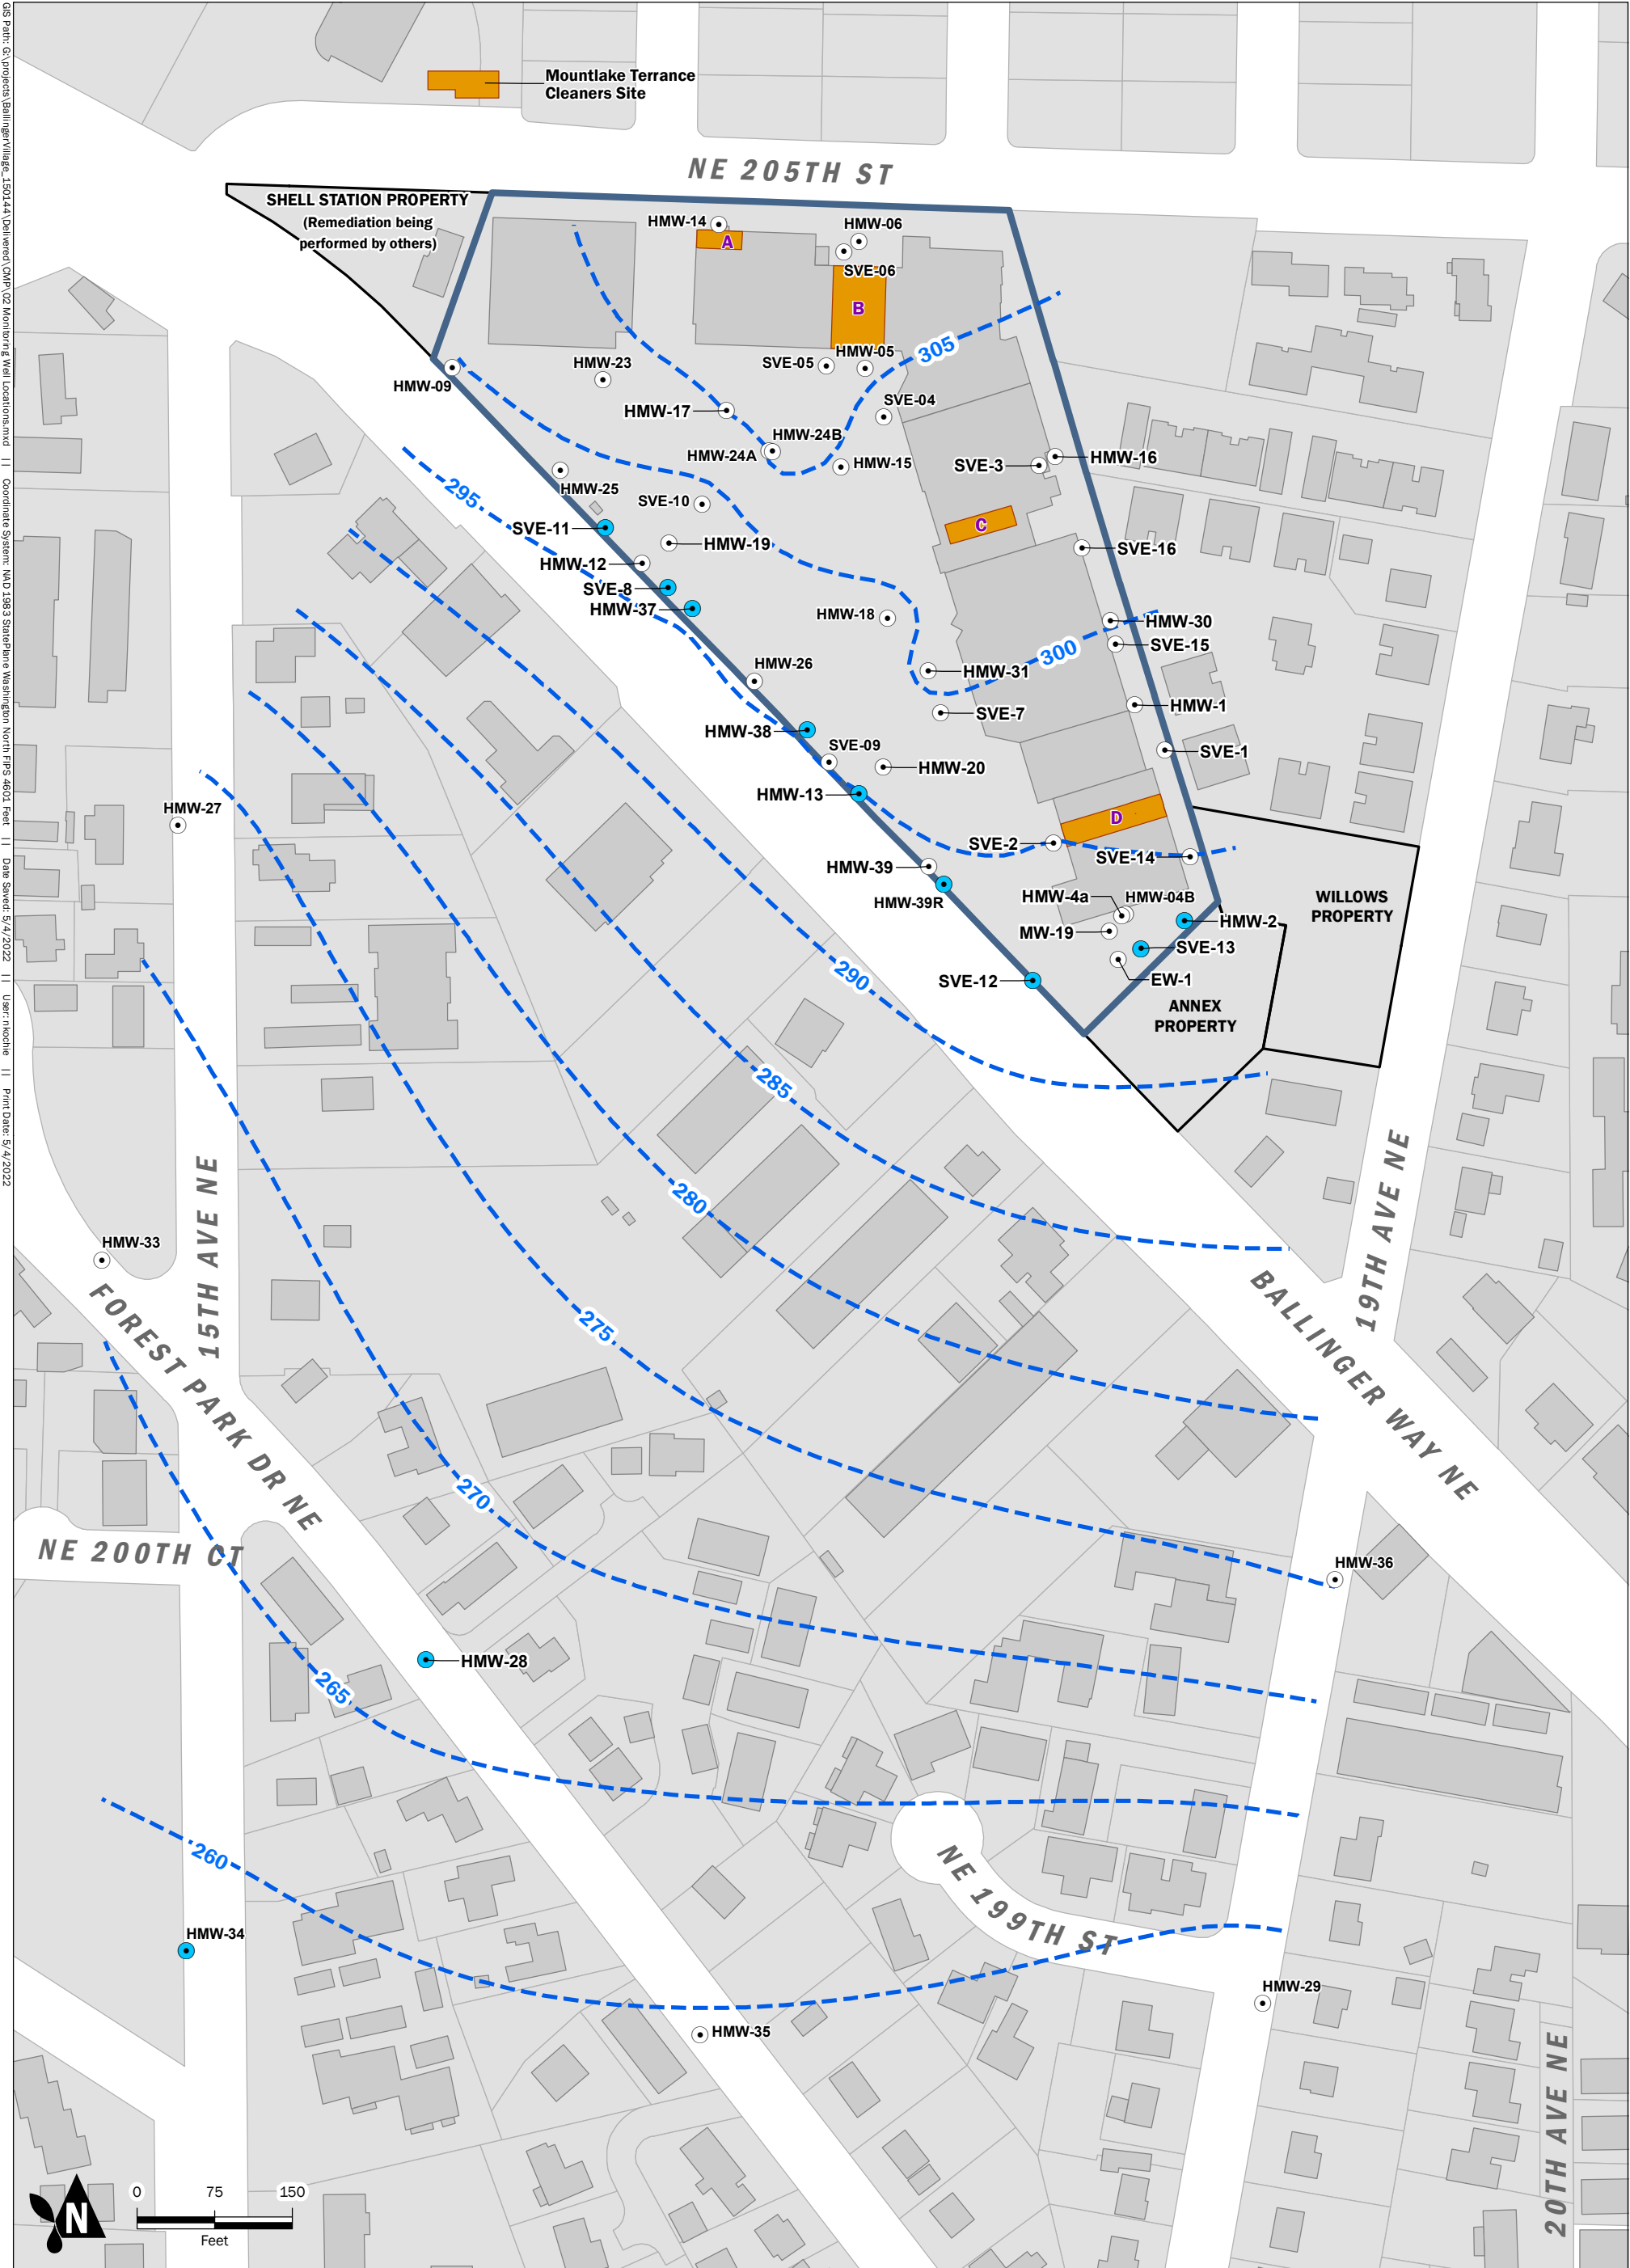 GIS Path: G:\projects\BallingerVillage_150144\Delivered\CMP\02 Monitoring Well Locations.mxd || Coordinate System: NAD 1983 StatePlane Washington North FIPS 4601 Feet || Date Saved: 5/4/2022 || User: nkochie || Print Date: 5/4/2022
Mountlake Terrance
Cleaners Site
NE 205TH ST
SHELL STATION PROPERTY
(Remediation being
performed by others)
HMW-14
A
HMW-06
SVE-06
B
305
HMW-05
SVE-05
HMW-23
HMW-09
SVE-04
HMW-17
HMW-24B
HMW-24A
HMW-15
SVE-3
HMW-16
HMW-25
295
SVE-10
C
SVE-11
HMW-19
SVE-16
HMW-12
SVE-8
HMW-37
HMW-18
HMW-30
SVE-15
300
HMW-26
HMW-31
HMW-1
SVE-7
HMW-38
SVE-09
SVE-1
HMW-20
HMW-13
HMW-27
D
SVE-2
SVE-14
HMW-39
HMW-39R
HMW-4a
HMW-04B
WILLOWS
PROPERTY
HMW-2
MW-19
SVE-13
290
SVE-12
EW-1
ANNEX
PROPERTY
285
15TH AVE NE
19TH AVE NE
280
HMW-33
FOREST PARK DR NE
275
BALLINGER WAY NE
270
NE 200TH CT
HMW-36
HMW-28
265
260
NE 199TH ST
HMW-34
HMW-29
HMW-35
20TH AVE NE
N
0 75 150
Feet